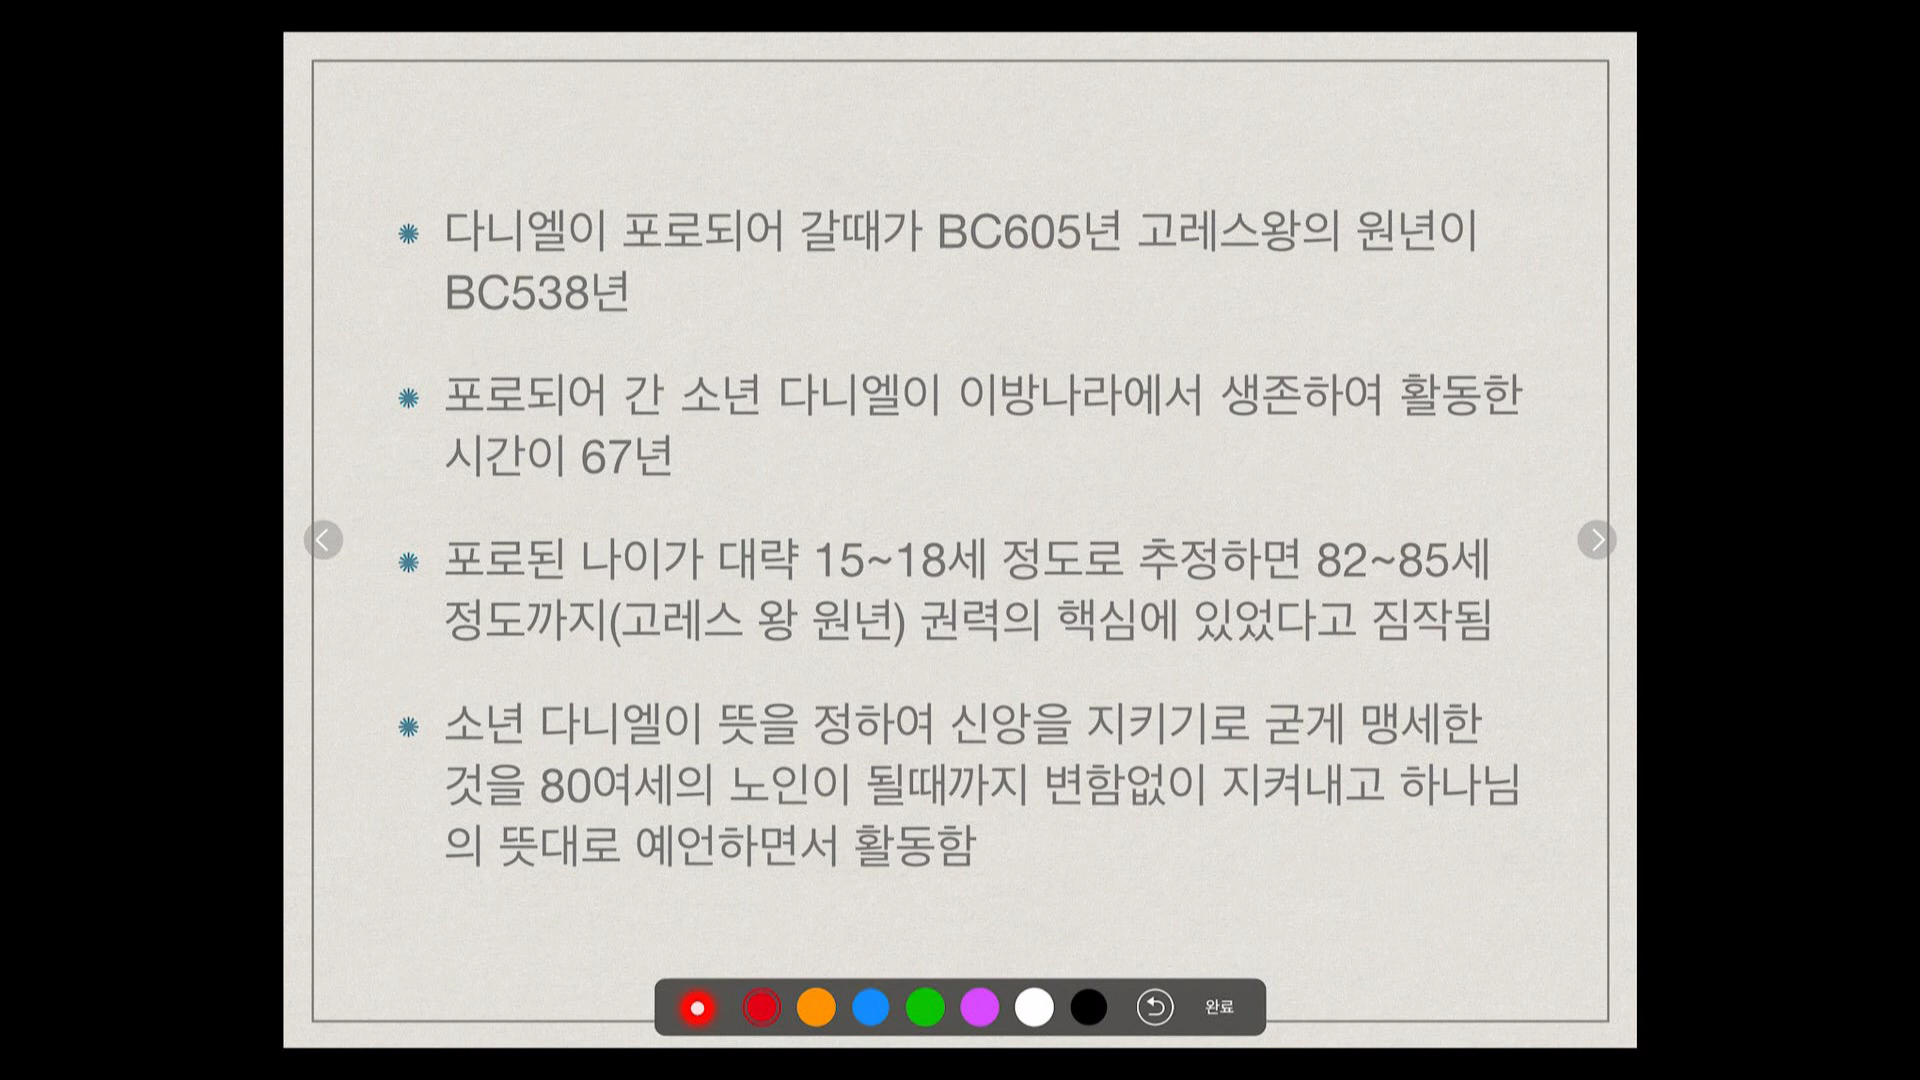 다니엘이 포로되어 갈때가 BC605년 고레스왕의 원년이
BC538년
포로되어 간 소년 다니엘이 이방나라에서 생존하여 활동한
시간이 67년
포로된 나이가 대략 15~18세 정도로 추정하면 82~85세
정도까지(고레스 왕 원년) 권력의 핵심에 있었다고 짐작됨
소년 다니엘이 뜻을 정하여 신앙을 지키기로 굳게 맹세한
것을 80여세의 노인이 될때까지 변함없이 지켜내고 하나님
의 뜻대로 예언하면서 활동함
완료